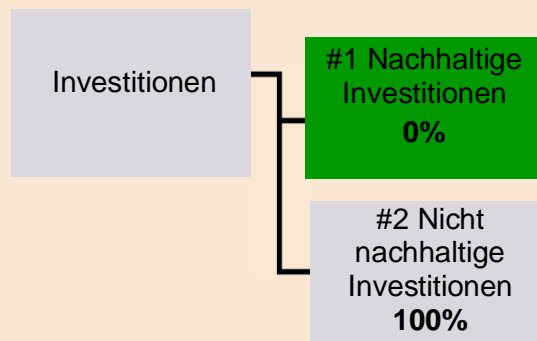 Investitionen
#1 Nachhaltige
Investitionen
0%
#2 Nicht
nachhaltige
Investitionen
100%